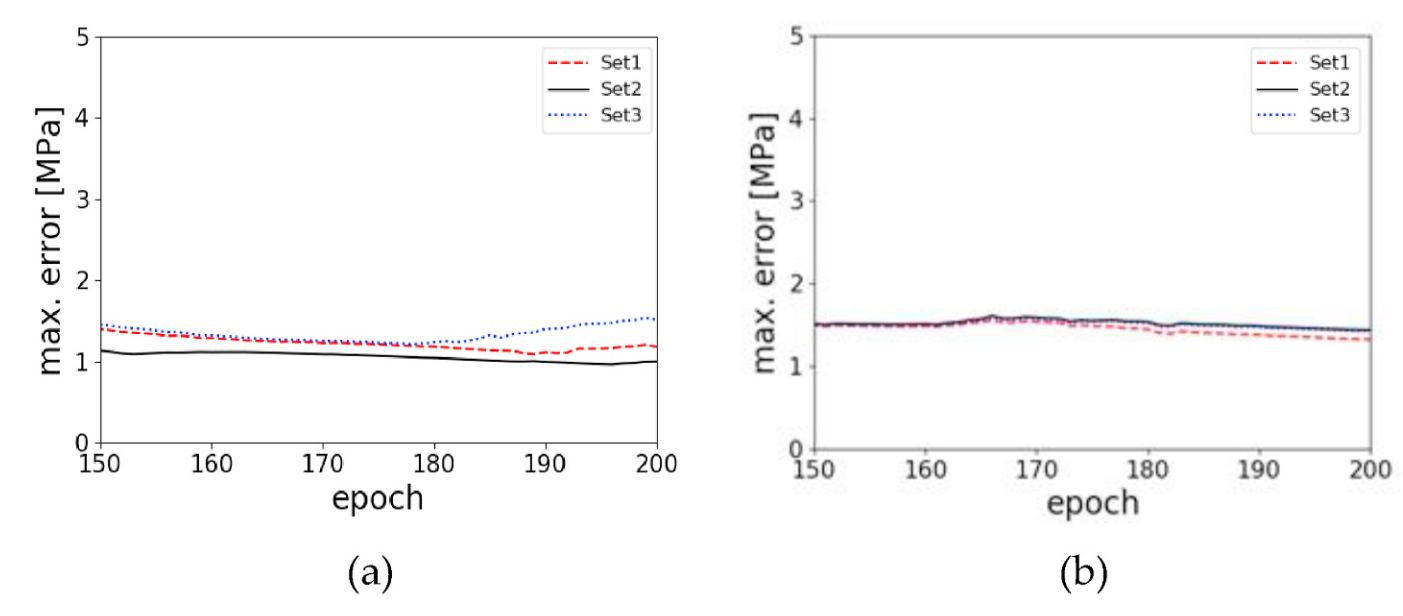 5
4
3
2
1
0
max. error [MPa]
150 160 170 180 190 200
epoch
Set1
Set2
Set3
(a)
5
4
3
2
1
0
max. error [MPa]
150 160 170 180 190 200
epoch
Set1
Set2
Set3
(b)